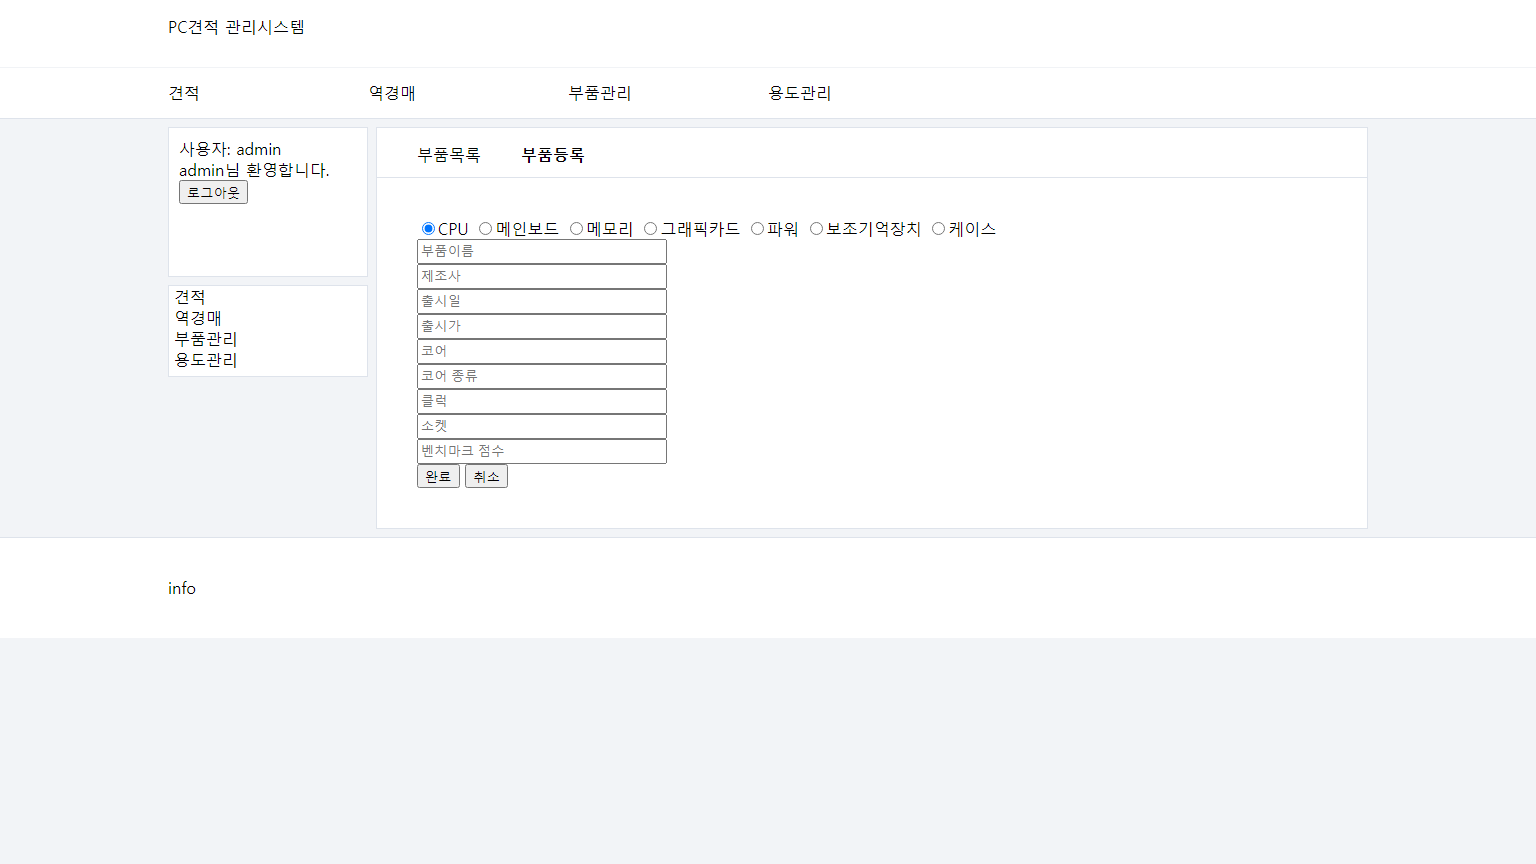 PC견적 관리시스템
견적 역경매 부품관리 용도관리
사용자: admin
admin님 환영합니다.
로그아웃
견적
역경매
부품관리
용도관리
부품목록 부품등록
CPU 메인보드 메모리 그래픽카드 파워 보조기억장치 케이스
부품이름
제조사
출시일
출시가
코어
코어 종류
클럭
소켓
벤치마크 점수
완료 취소
info